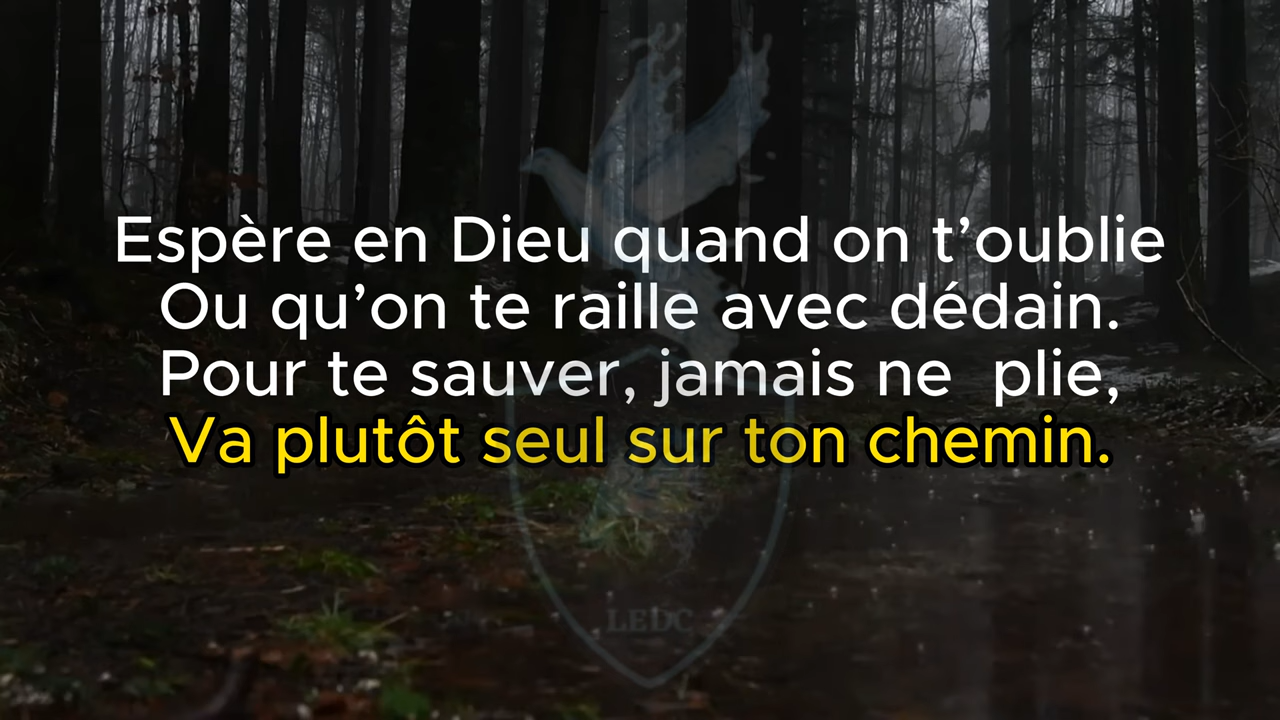 Espère en Dieu quand on t’oublie
Ou qu’on te raille avec dédain.
Pour te sauver, jamais ne  plie,
Va plutôt seul sur ton chemin.
LEDC